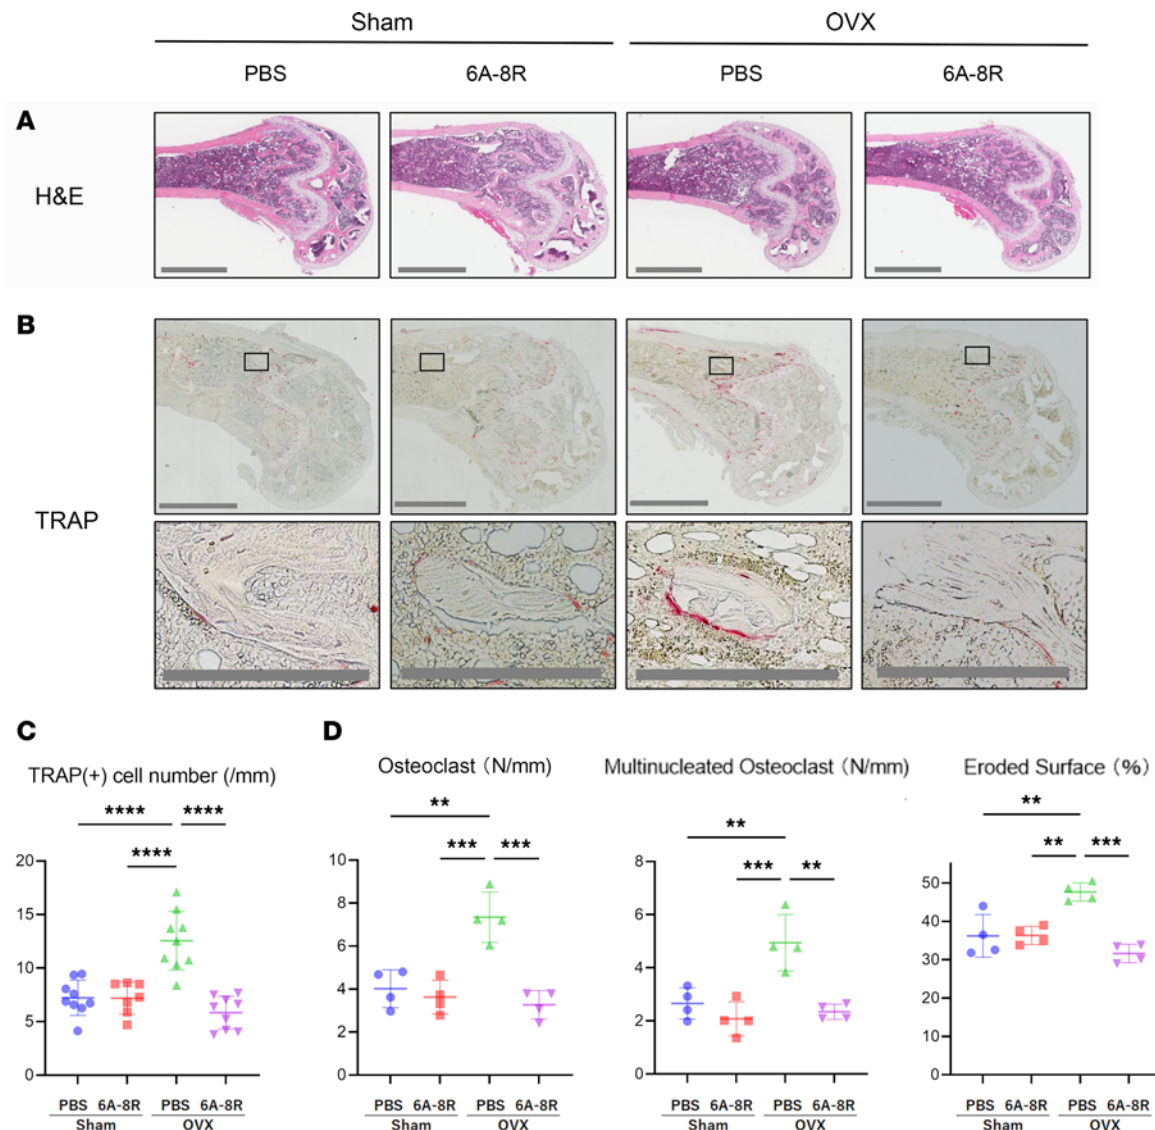 Sham OVX
PBS 6A-8R PBS 6A-8R
A
H&E
B
TRAP
C D
TRAP(+) cell number (/mm)
Osteoclast (N/mm)
Multinucleated Osteoclast (N/mm)
Eroded Surface (%)
**** ****
****
20
15
10
5
0
PBS 6A-8R PBS 6A-8R
Sham OVX
**
*** ***
10
8
6
4
2
0
PBS 6A-8R PBS 6A-8R
Sham OVX
**
*** **
8
6
4
2
0
PBS 6A-8R PBS 6A-8R
Sham OVX
**
** ***
50
40
30
20
10
0
PBS 6A-8R PBS 6A-8R
Sham OVX